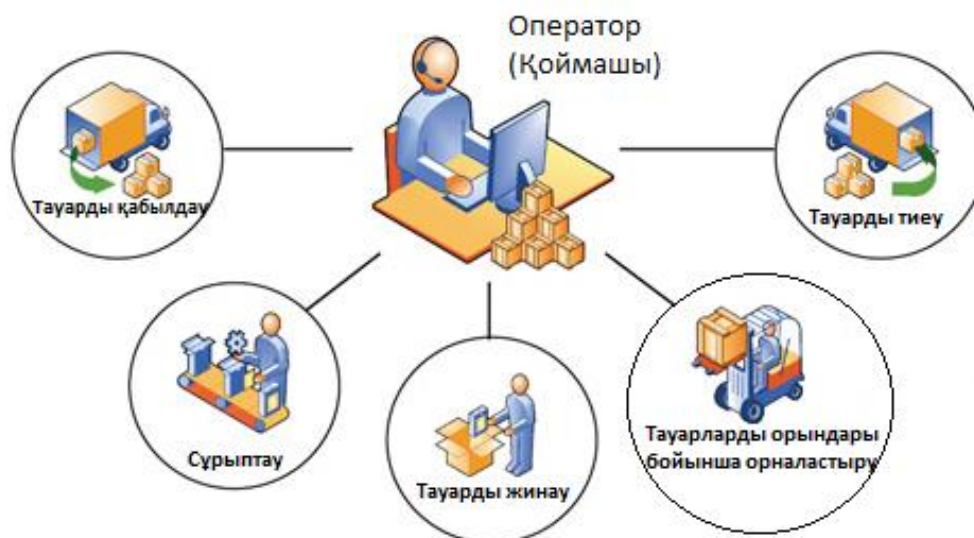 Оператор
(Қоймашы)
Тауарды қабылдау
Тауарды тиеу
Сұрыптау
Тауарды жинау
Тауарларды орындары
бойынша орналастыру